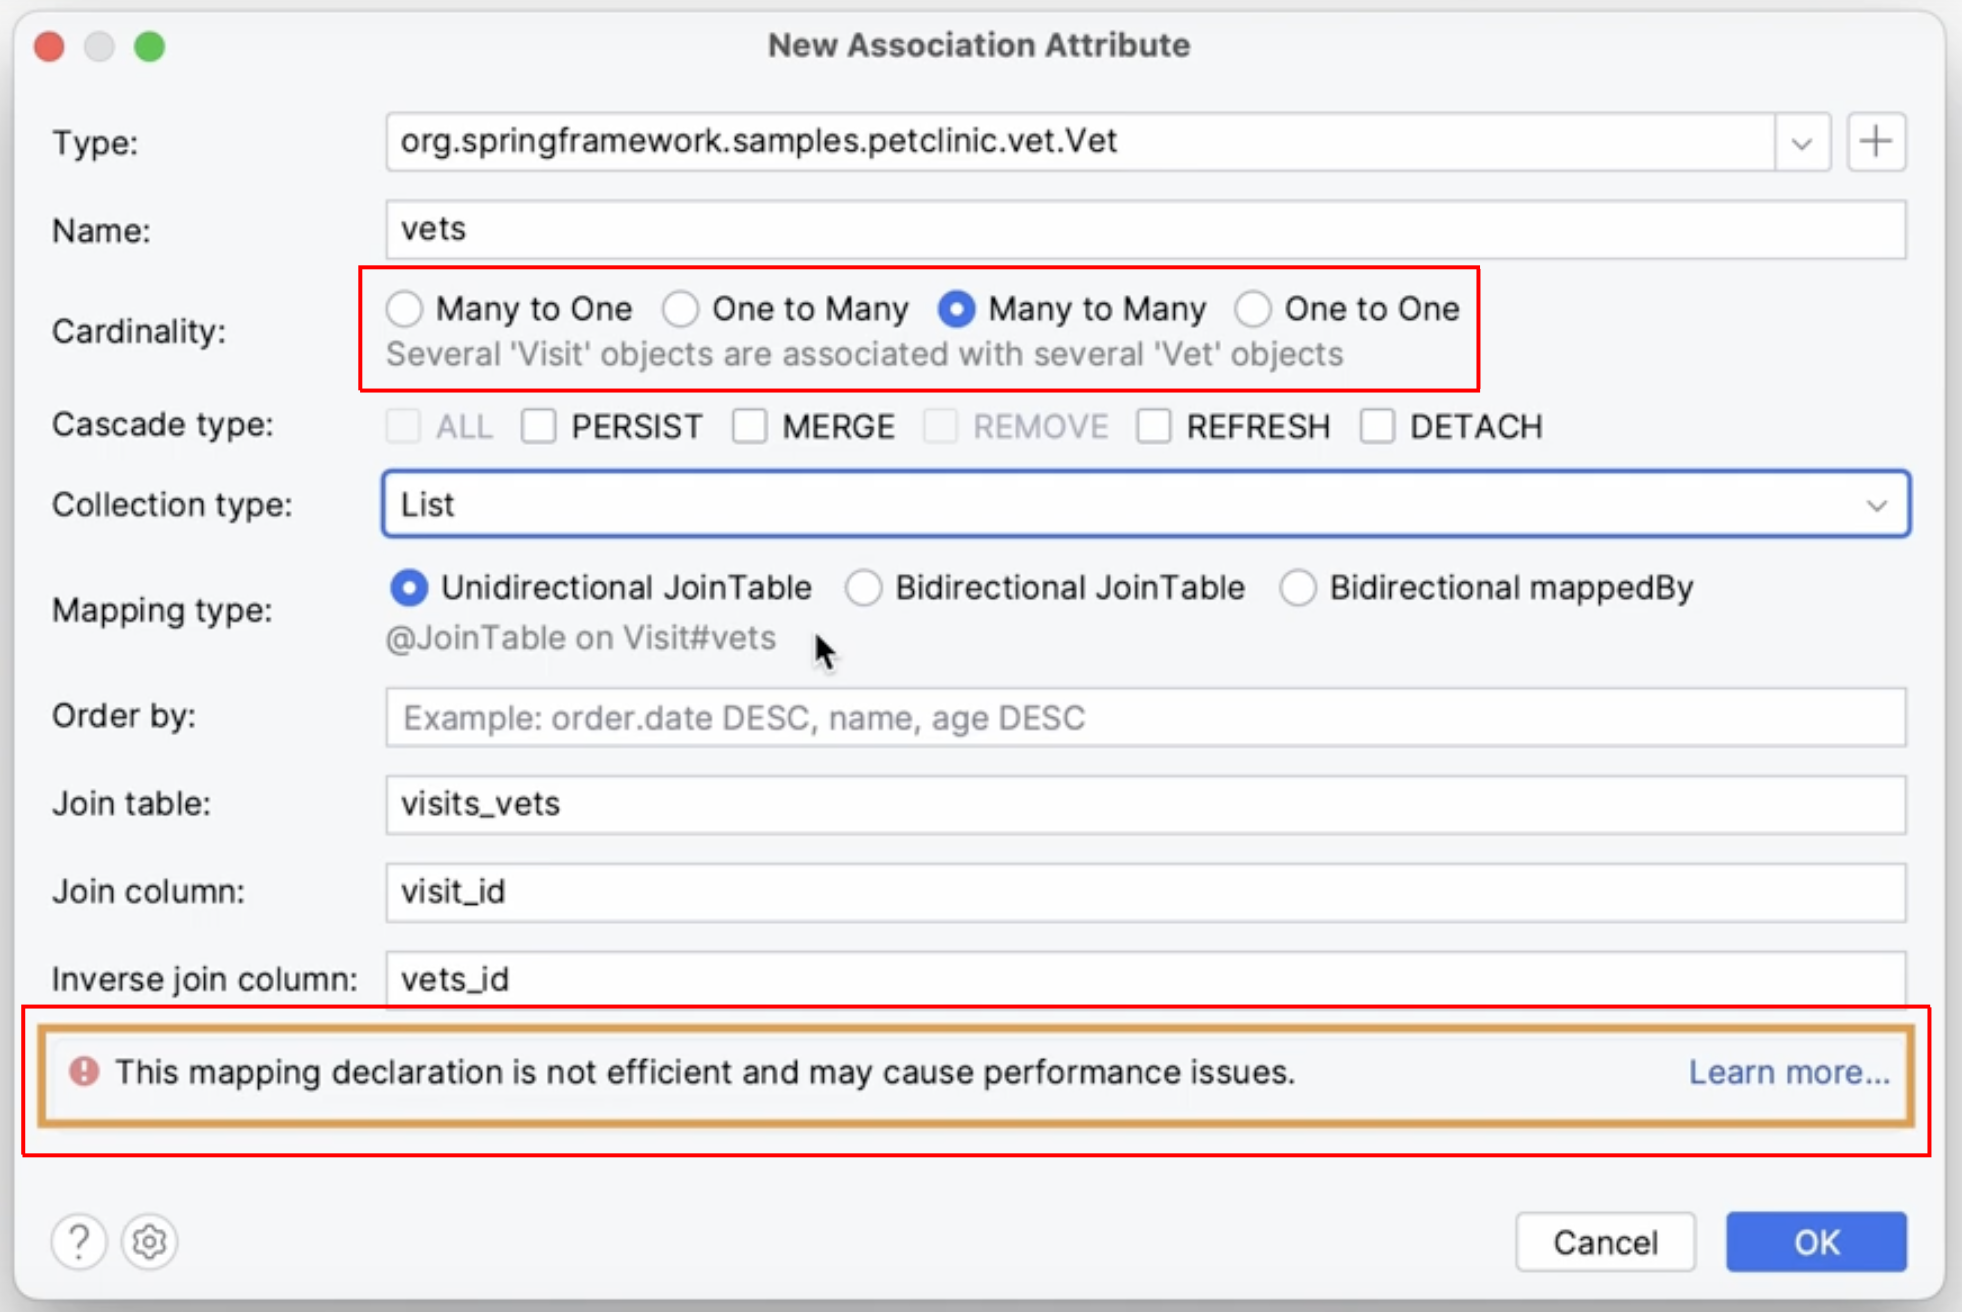 New Association Attribute
Type: org.springframework.samples.petclinic.vet.Vet
Name: vets
Cardinality: Many to One One to Many Many to Many One to One
Several 'Visit' objects are associated with several 'Vet' objects
Cascade type: ALL PERSIST MERGE REMOVE REFRESH DETACH
Collection type: List
Mapping type: Unidirectional JoinTable Bidirectional JoinTable Bidirectional mappedBy
@JoinTable on Visit#vets
Order by: Example: order.date DESC, name, age DESC
Join table: visits_vets
Join column: visit_id
Inverse join column: vets_id
This mapping declaration is not efficient and may cause performance issues. Learn more...
? Cancel OK